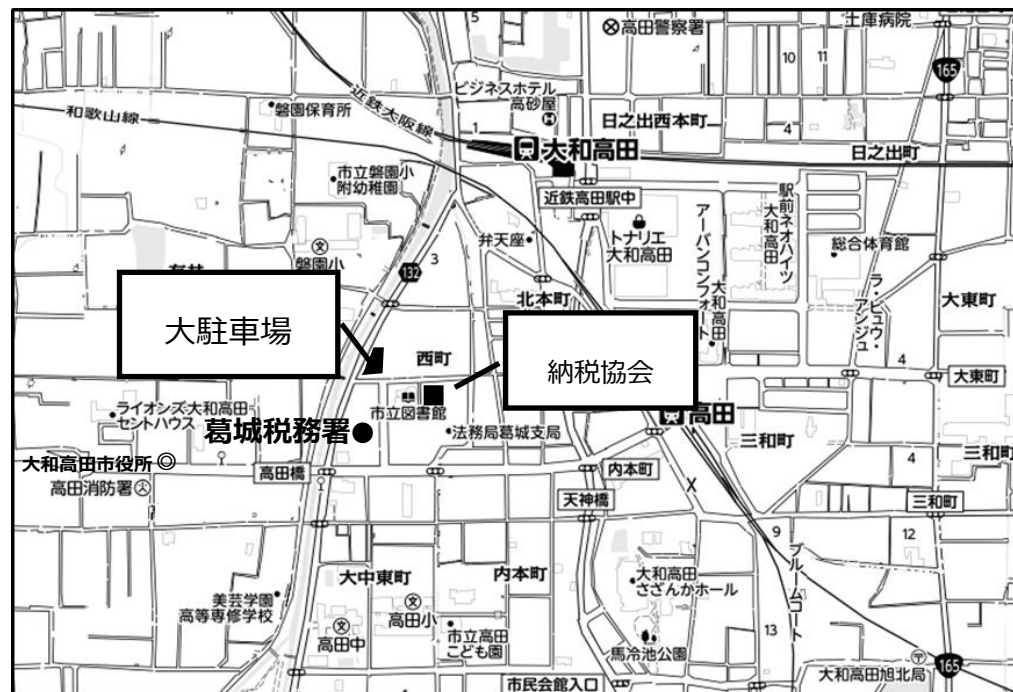 5
高田警察署
土庫病院
10
11
165
ビジネスホテル
高砂屋
H
近鉄大阪線
和歌山線
磐園保育所
1
日之出西本町
4
大和高田
日之出町
市立磐園小
附幼稚園
近鉄高田駅中
トナリエ
大和高田
アーバンコンフォート
大和高田
駅前ネオハイツ
大和高田
総合体育館
弁天座
文
磐園小
3
132
北本町
ラ・ビュウ・
アンジュ
大東町
大駐車場
西町
納税協会
4
大東町
市立図書館
ライオンズ大和高田
セントハウス
葛城税務署●
法務局葛城支局
高田
三和町
大和高田市役所◎
高田橋
内本町
4
三和町
高田消防署
天神橋
三和町
9
12
ブルームコート
大中東町
内本町
大和高田
さざんかホール
美芸学園
高等専修学校
文
高田小
文
高田中
市立高田
こども園
13
馬冷池公園
大和高田旭北局
165
市民会館入口